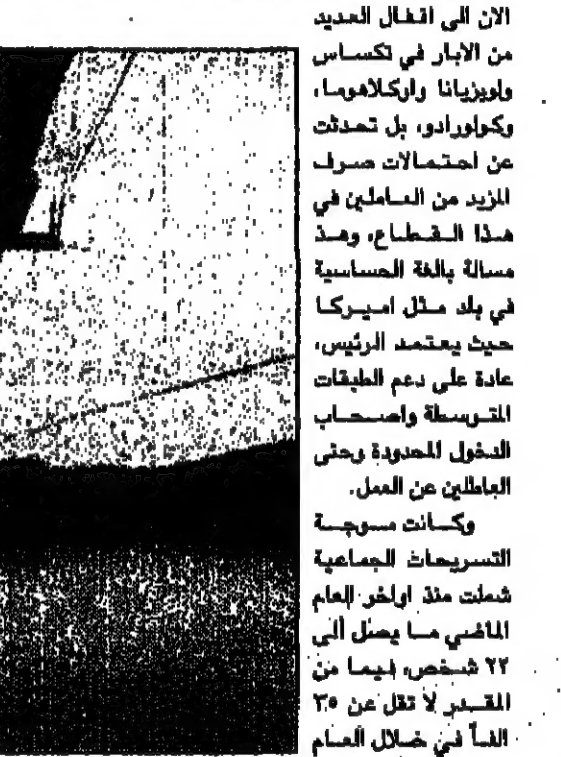 الان الى اقفال العديد
من الابار في تكساس
ولويزيانا واركلاهوما،
وكولورادو، بل تحدثت
عن احتمالات صرف
المزيد من العاملين في
هذا القطاع، وهذ
مسالة بالغة الحساسية
في بلد مثل اميركا
حيث يعتمد الرئيس،
عادة على دعم الطبقات
المتوسطة واصحاب
الدخول المحدودة وحتى
العاطلين عن العمل.
وكانت موجة
التسريحات الجماعية
شملت منذ اواخر العام
الماضي ما يصل الى
٢٢ شخص، فيما من
المقدر لا تقل عن ٣٥
الفاً في خلال العام